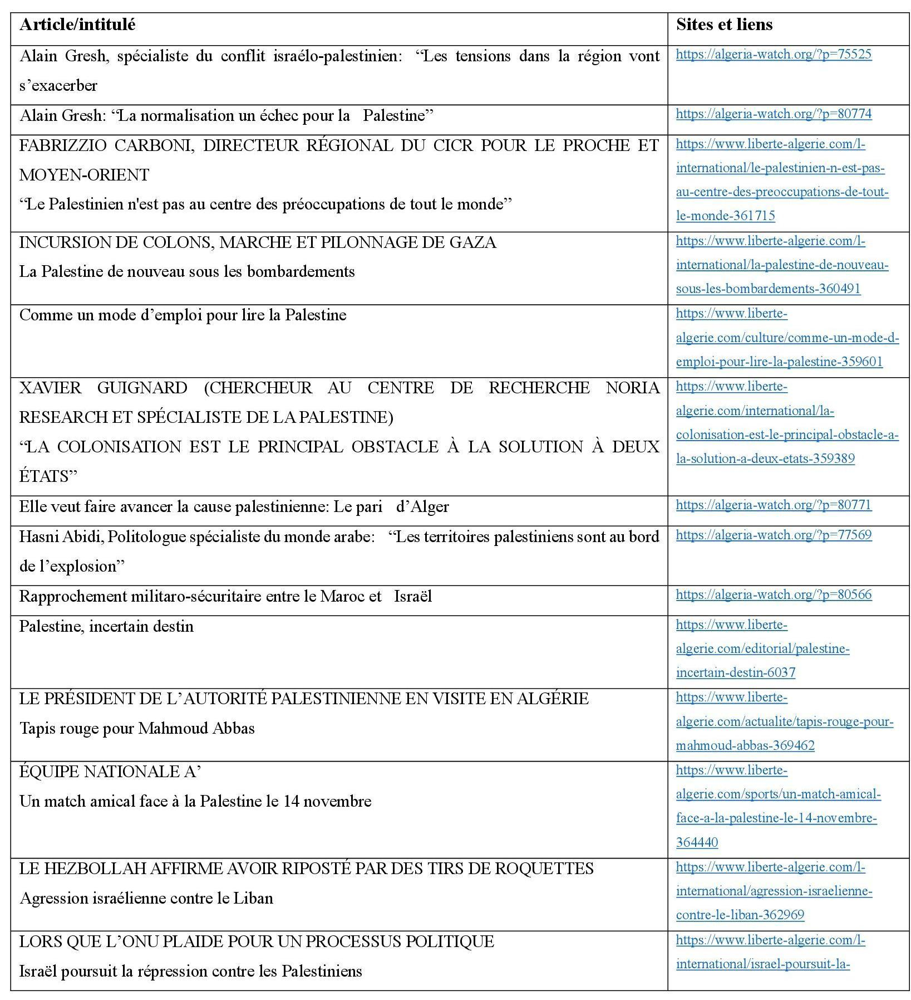 Article/intitulé
Sites et liens
Alain Gresh, spécialiste du conflit israélo-palestinien: “Les tensions dans la région vont
s’exacerber
https://algeria-watch.org/?p=75525
Alain Gresh: “La normalisation un échec pour la Palestine”
https://algeria-watch.org/?p=80774
FABRIZZIO CARBONI, DIRECTEUR RÉGIONAL DU CICR POUR LE PROCHE ET
MOYEN-ORIENT
“Le Palestinien n'est pas au centre des préoccupations de tout le monde”
https://www.liberte-algerie.com/l-
international/le-palestinien-n-est-pas-
au-centre-des-preoccupations-de-tout-
le-monde-361715
INCURSION DE COLONS, MARCHE ET PILONNAGE DE GAZA
La Palestine de nouveau sous les bombardements
https://www.liberte-algerie.com/l-
international/la-palestine-de-nouveau-
sous-les-bombardements-360491
Comme un mode d’emploi pour lire la Palestine
https://www.liberte-
algerie.com/culture/comme-un-mode-d-
emploi-pour-lire-la-palestine-359601
XAVIER GUIGNARD (CHERCHEUR AU CENTRE DE RECHERCHE NORIA
RESEARCH ET SPÉCIALISTE DE LA PALESTINE)
“LA COLONISATION EST LE PRINCIPAL OBSTACLE À LA SOLUTION À DEUX
ÉTATS”
https://www.liberte-
algerie.com/international/la-
colonisation-est-le-principal-obstacle-a-
la-solution-a-deux-etats-359389
Elle veut faire avancer la cause palestinienne: Le pari d’Alger
https://algeria-watch.org/?p=80771
Hasni Abidi, Politologue spécialiste du monde arabe: “Les territoires palestiniens sont au bord
de l’explosion”
https://algeria-watch.org/?p=77569
Rapprochement militaro-sécuritaire entre le Maroc et Israël
https://algeria-watch.org/?p=80566
Palestine, incertain destin
https://www.liberte-
algerie.com/editorial/palestine-
incertain-destin-6037
LE PRÉSIDENT DE L’AUTORITÉ PALESTINIENNE EN VISITE EN ALGÉRIE
Tapis rouge pour Mahmoud Abbas
https://www.liberte-
algerie.com/actualite/tapis-rouge-pour-
mahmoud-abbas-369462
ÉQUIPE NATIONALE A’
Un match amical face à la Palestine le 14 novembre
https://www.liberte-
algerie.com/sports/un-match-amical-
face-a-la-palestine-le-14-novembre-
364440
LE HEZBOLLAH AFFIRME AVOIR RIPOSTÉ PAR DES TIRS DE ROQUETTES
Agression israélienne contre le Liban
https://www.liberte-algerie.com/l-
international/agression-israelienne-
contre-le-liban-362969
LORS QUE L’ONU PLAIDE POUR UN PROCESSUS POLITIQUE
Israël poursuit la répression contre les Palestiniens
https://www.liberte-algerie.com/l-
international/israel-poursuit-la-